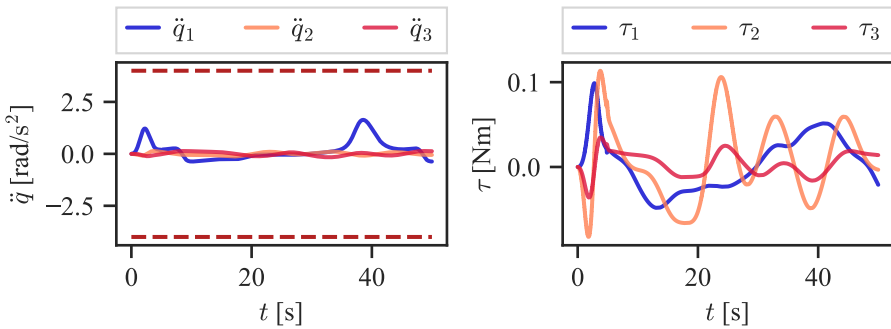 q̈₁ q̈₂ q̈₃
τ₁ τ₂ τ₃
q̈ [rad/s²]
2.5
0.0
−2.5
0 20 40
t [s]
τ [Nm]
0.1
0.0
0 20 40
t [s]